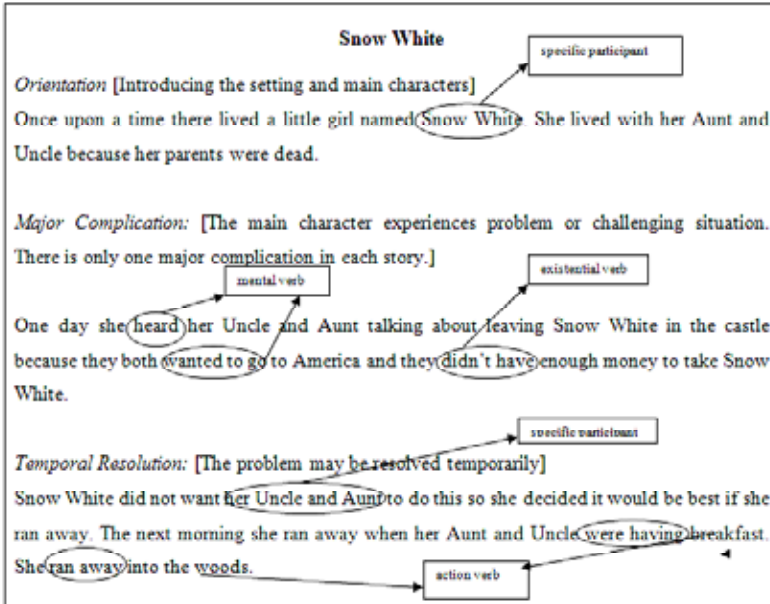 Snow White
specific participant
Orientation [Introducing the setting and main characters]
Once upon a time there lived a little girl named Snow White. She lived with her Aunt and
Uncle because her parents were dead.
Major Complication: [The main character experiences problem or challenging situation.
There is only one major complication in each story.]
mental verb
existential verb
One day she heard her Uncle and Aunt talking about leaving Snow White in the castle
because they both wanted to go to America and they didn't have enough money to take Snow
White.
specific participant
Temporal Resolution: [The problem may be resolved temporarily]
Snow White did not want her Uncle and Aunt to do this so she decided it would be best if she
ran away. The next morning she ran away when her Aunt and Uncle were having breakfast.
She ran away into the woods.
action verb